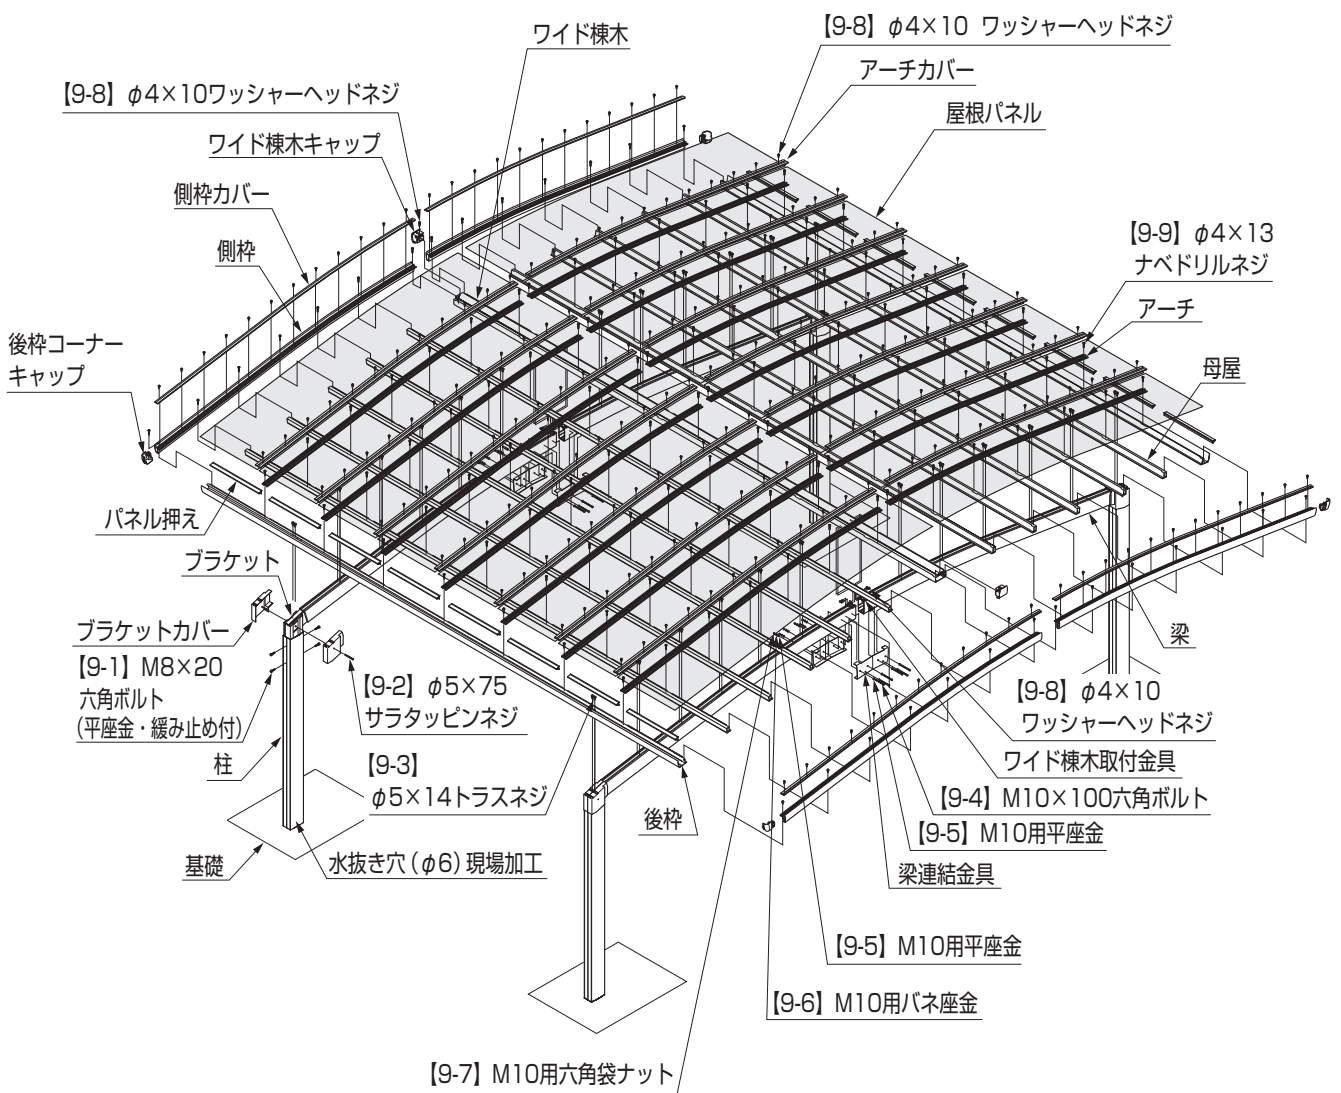 ワイド棟木
【9-8】φ4×10 ワッシャーヘッドネジ
アーチカバー
【9-8】φ4×10ワッシャーヘッドネジ
屋根パネル
ワイド棟木キャップ
側枠カバー
側枠
【9-9】φ4×13
ナベドリルネジ
アーチ
後枠コーナー
キャップ
母屋
パネル押え
ブラケット
ブラケットカバー
【9-1】M8×20
六角ボルト
(平座金・緩み止め付)
柱
【9-2】φ5×75
サラタッピンネジ
【9-3】
φ5×14トラスネジ
梁
【9-8】φ4×10
ワッシャーヘッドネジ
ワイド棟木取付金具
【9-4】M10×100六角ボルト
【9-5】M10用平座金
梁連結金具
後枠
基礎
水抜き穴(φ6)現場加工
【9-5】M10用平座金
【9-6】M10用バネ座金
【9-7】M10用六角袋ナット